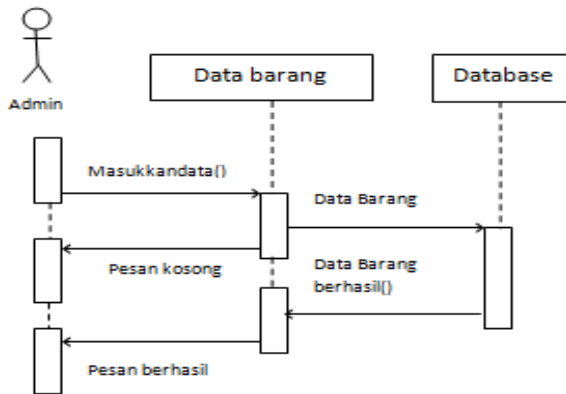 Data barang
Database
Admin
Masukkandata()
Data Barang
Pesan kosong
Data Barang
berhasil()
Pesan berhasil